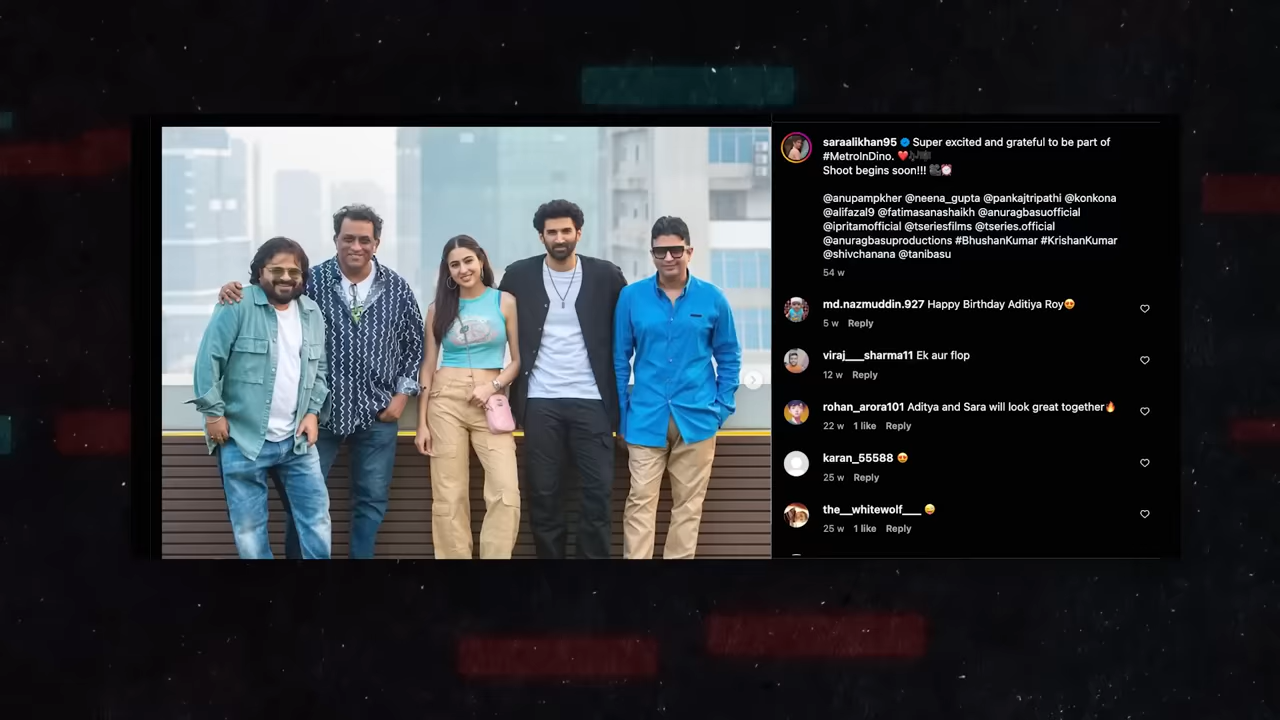 saraalikhan95 Super excited and grateful to be part of
#MetroInDino. ❤️🎶🎬
Shoot begins soon!!! 🎥⏰
@anupampkher @neena_gupta @pankajtripathi @konkona
@alifazal9 @fatimasanashaikh @anuragbasuofficial
@ipritamofficial @tseriesfilms @tseries.official
@anuragbasuproductions #BhushanKumar #KrishanKumar
@shivchanana @tanibasu
54 w
md.nazmuddin.927 Happy Birthday Aditiya Roy😍
5 w Reply
viraj___sharma11 Ek aur flop
12 w Reply
rohan_arora101 Aditya and Sara will look great together🔥
22 w 1 like Reply
karan_55588 😍
25 w Reply
the__whitewolf___ 😜
25 w 1 like Reply